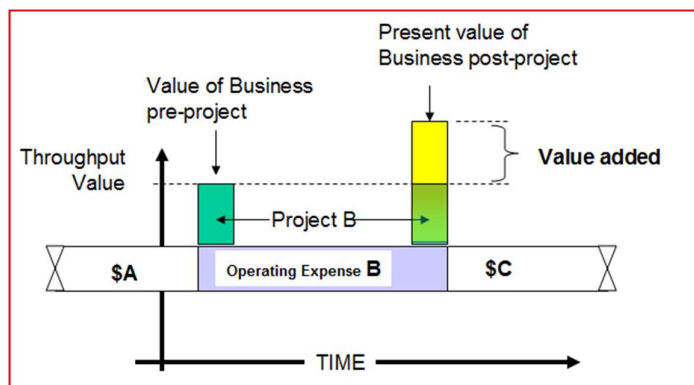 Present value of
Business post-project
Value of Business
pre-project
Throughput
Value
Value added
Project B
$A
Operating Expense B
$C
TIME